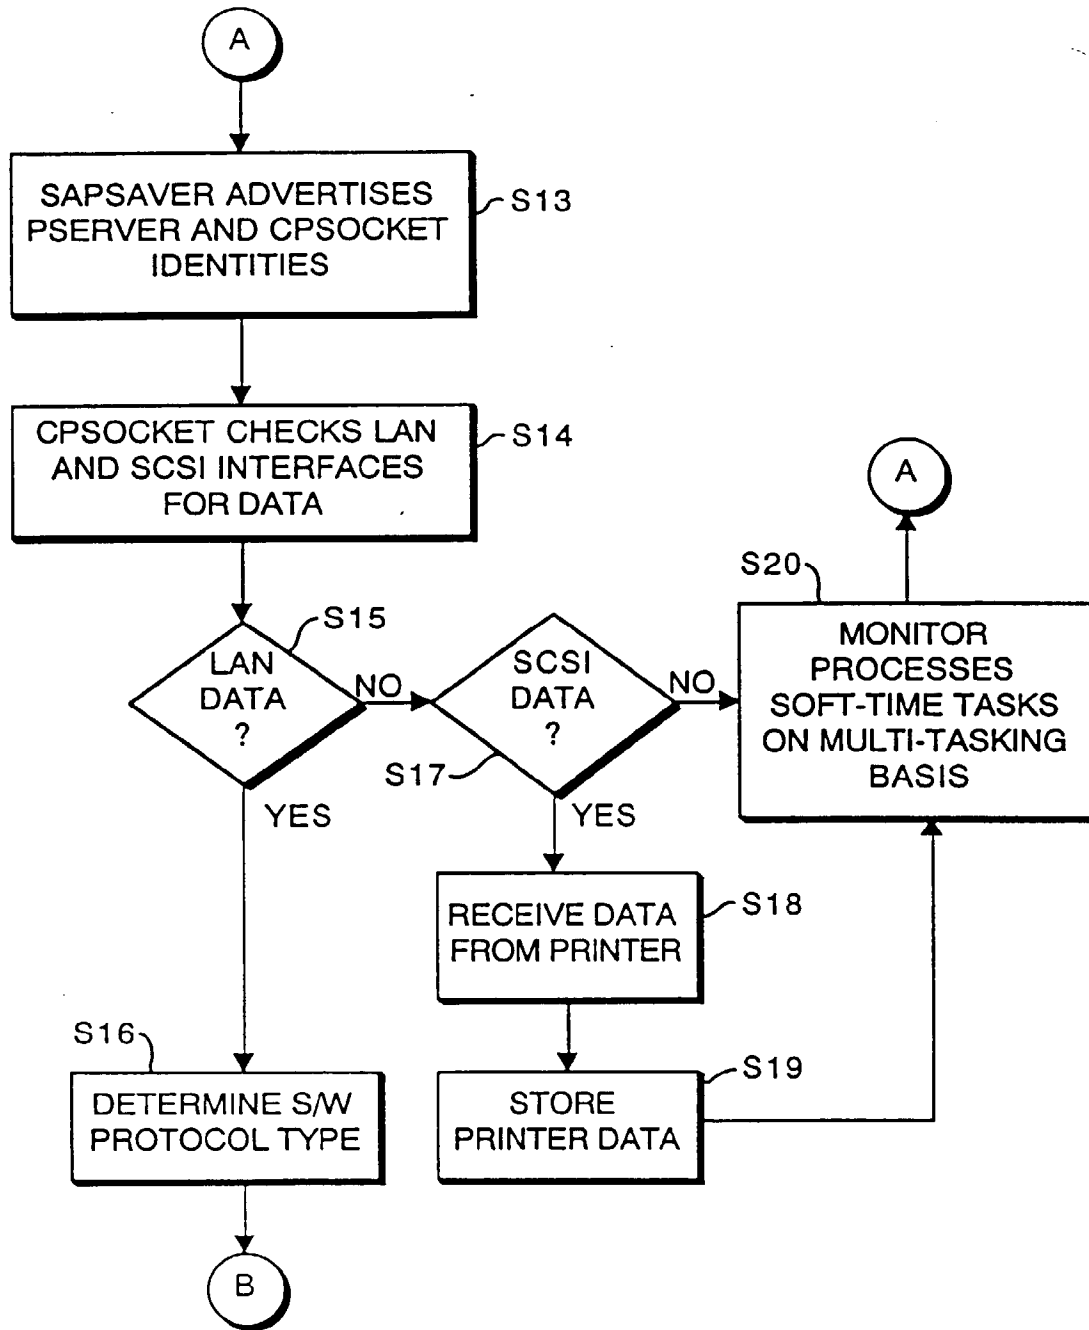 A
SAPSAVER ADVERTISES
PSERVER AND CPSOCKET
IDENTITIES
S13
CPSOCKET CHECKS LAN
AND SCSI INTERFACES
FOR DATA
S14
A
S20
MONITOR
PROCESSES
SOFT-TIME TASKS
ON MULTI-TASKING
BASIS
S15
LAN
DATA
?
NO
YES
SCSI
DATA
?
S17
NO
YES
RECEIVE DATA
FROM PRINTER
S18
S16
DETERMINE S/W
PROTOCOL TYPE
STORE
PRINTER DATA
S19
B